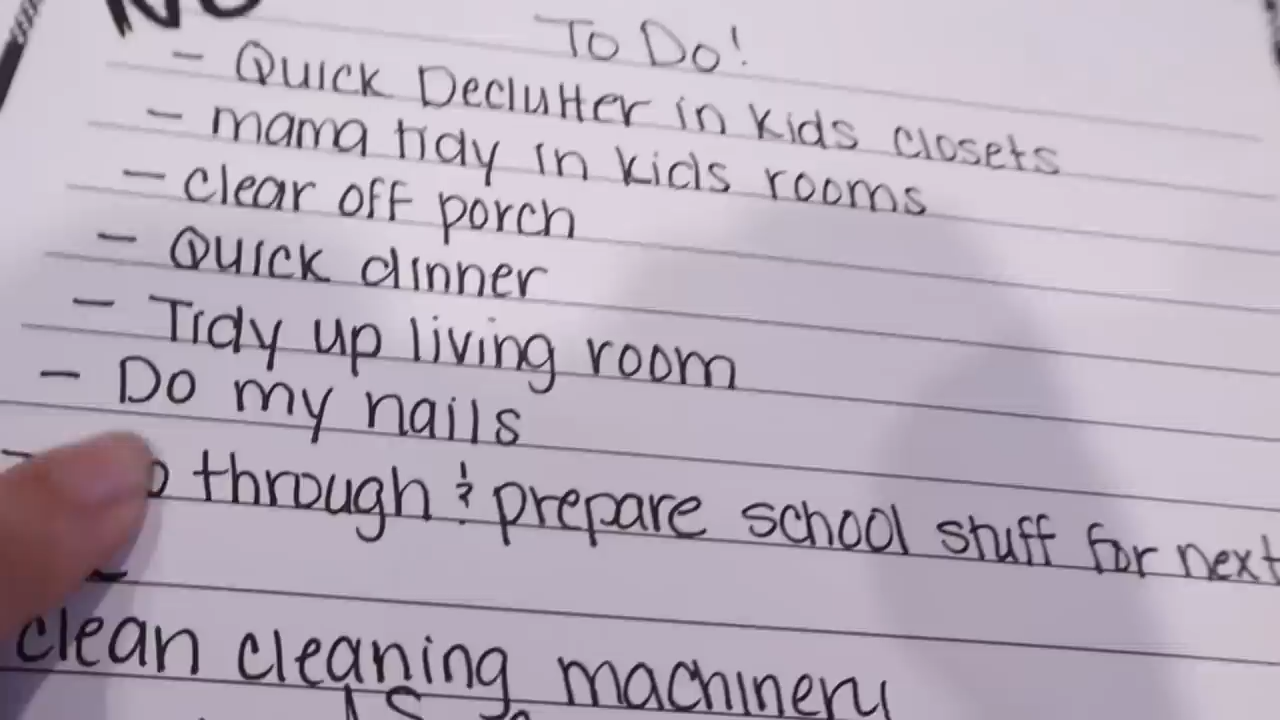 To Do!
- Quick Declutter in kids closets
- mama tidy in kids rooms
- clear off porch
- Quick dinner
- Tidy up living room
- Do my nails
through & prepare school stuff for next
clean cleaning machinery